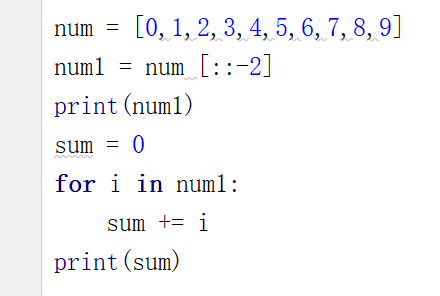 num = [0,1,2,3,4,5,6,7,8,9]
num1 = num [::-2]
print(num1)
sum = 0
for i in num1:
    sum += i
print(sum)